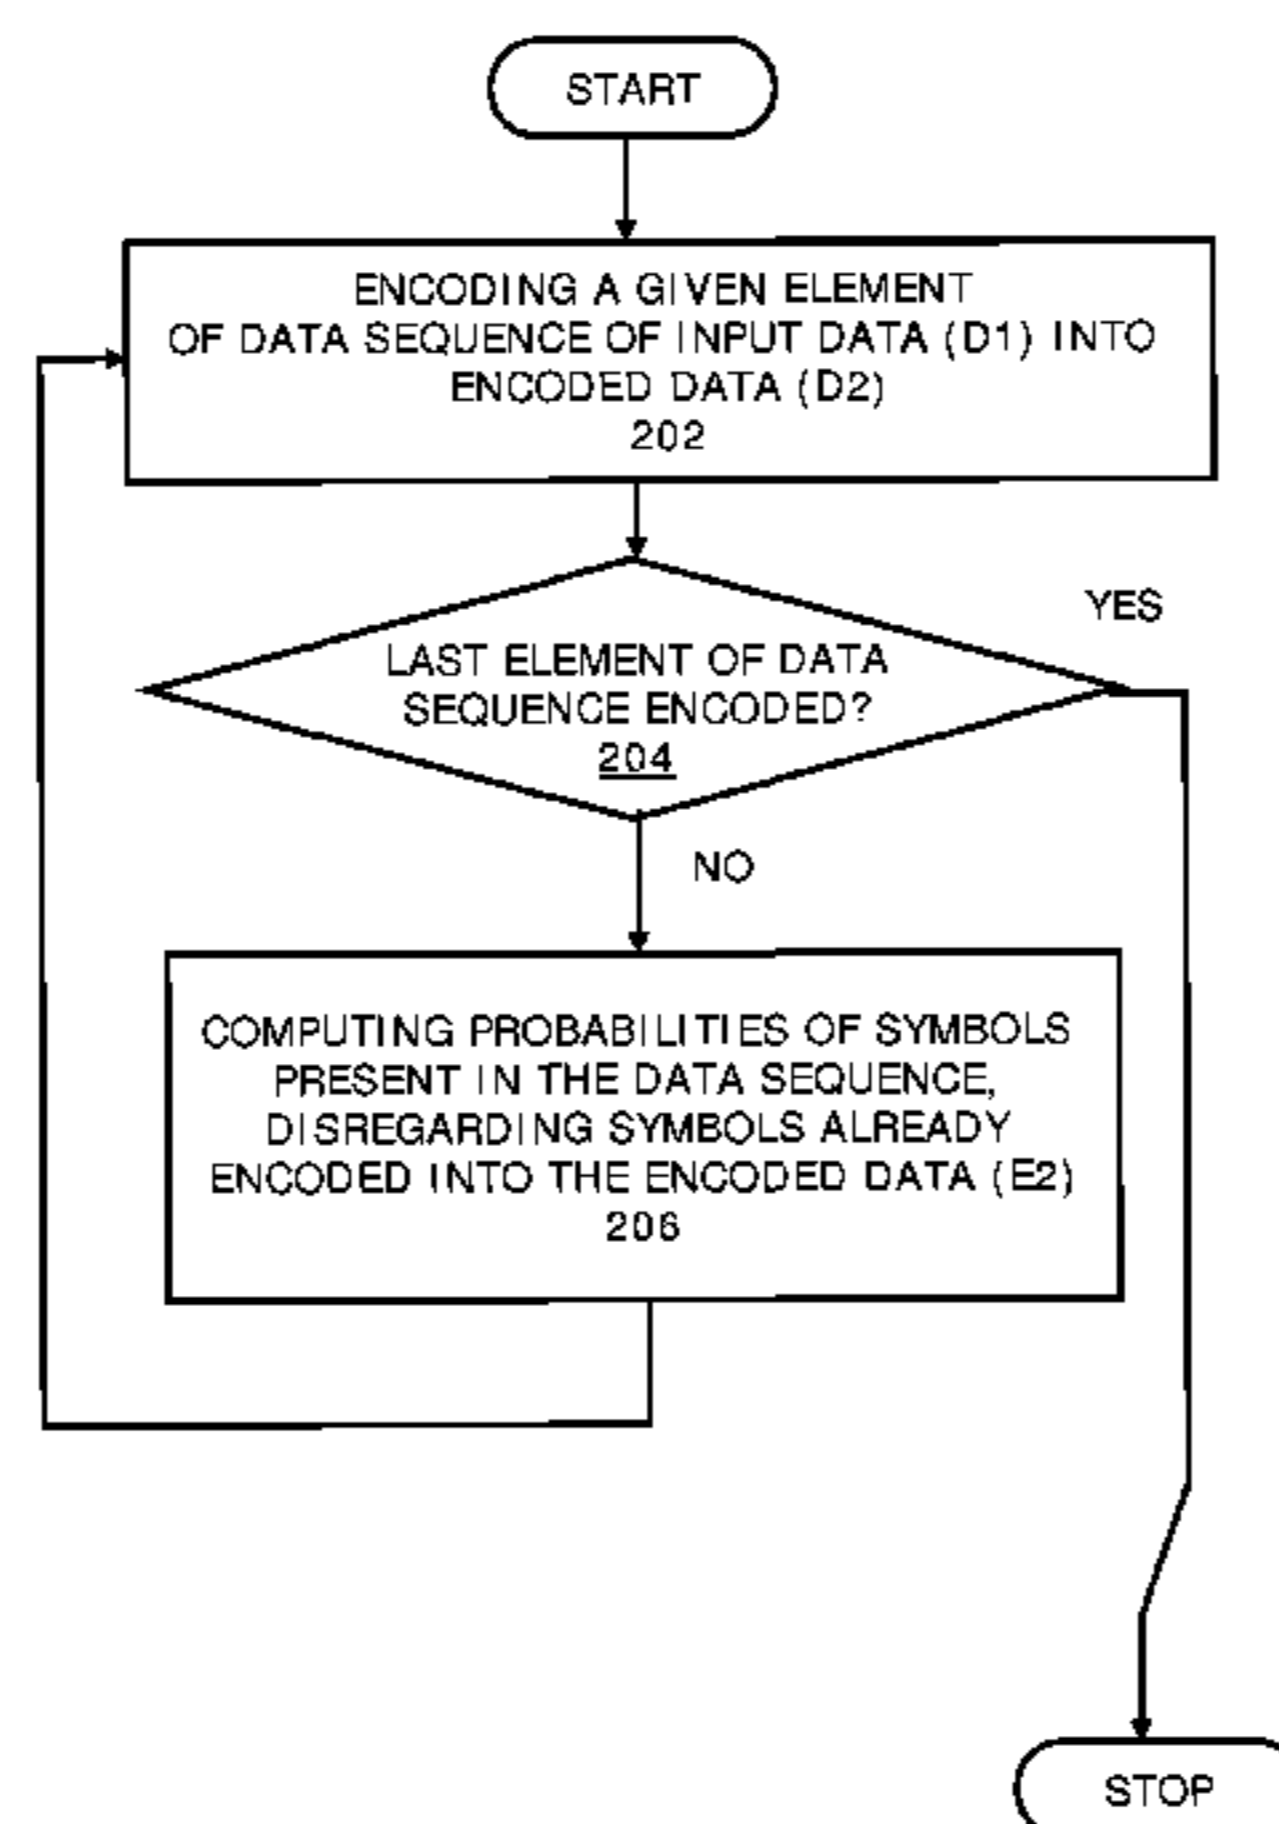 START
ENCODING A GIVEN ELEMENT
OF DATA SEQUENCE OF INPUT DATA (D1) INTO
ENCODED DATA (D2)
202
YES
LAST ELEMENT OF DATA
SEQUENCE ENCODED?
204
NO
COMPUTING PROBABILITIES OF SYMBOLS
PRESENT IN THE DATA SEQUENCE,
DISREGARDING SYMBOLS ALREADY
ENCODED INTO THE ENCODED DATA (E2)
206
STOP